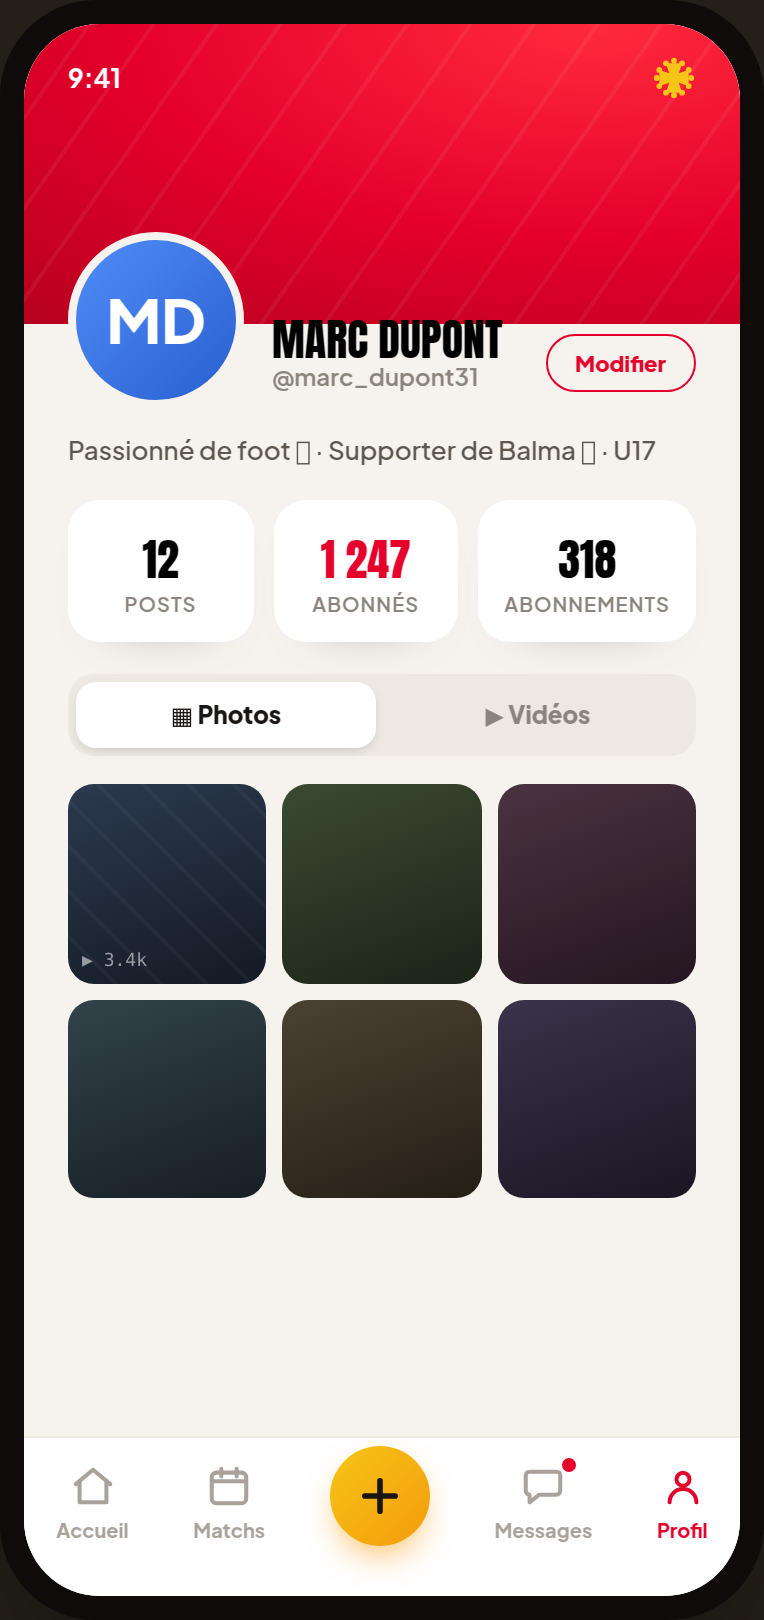 9:41
MD
MARC DUPONT
@marc_dupont31
Modifier
Passionné de foot · Supporter de Balma · U17
12
POSTS
1 247
ABONNÉS
318
ABONNEMENTS
▦ Photos
▶ Vidéos
▶ 3.4k
Accueil
Matchs
Messages
Profil